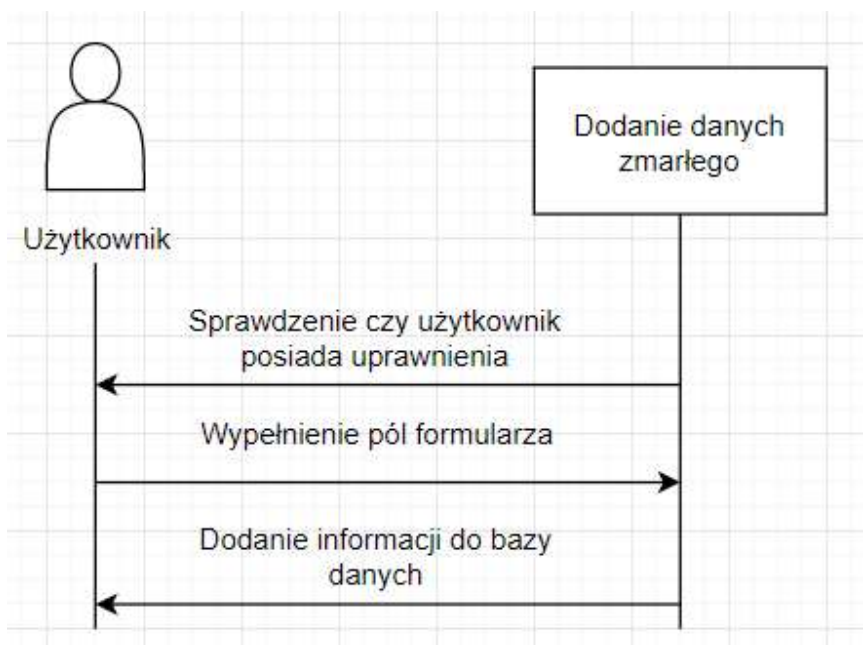 Dodanie danych
zmarłego
Użytkownik
Sprawdzenie czy użytkownik
posiada uprawnienia
Wypełnienie pól formularza
Dodanie informacji do bazy
danych